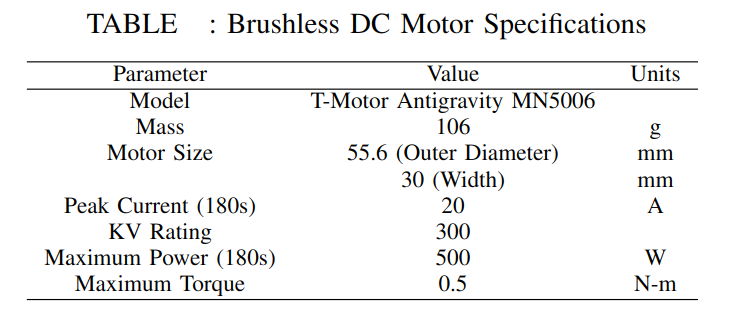 TABLE : Brushless DC Motor Specifications
Parameter Value Units
Model T-Motor Antigravity MN5006
Mass 106 g
Motor Size 55.6 (Outer Diameter) mm
30 (Width) mm
Peak Current (180s) 20 A
KV Rating 300
Maximum Power (180s) 500 W
Maximum Torque 0.5 N-m